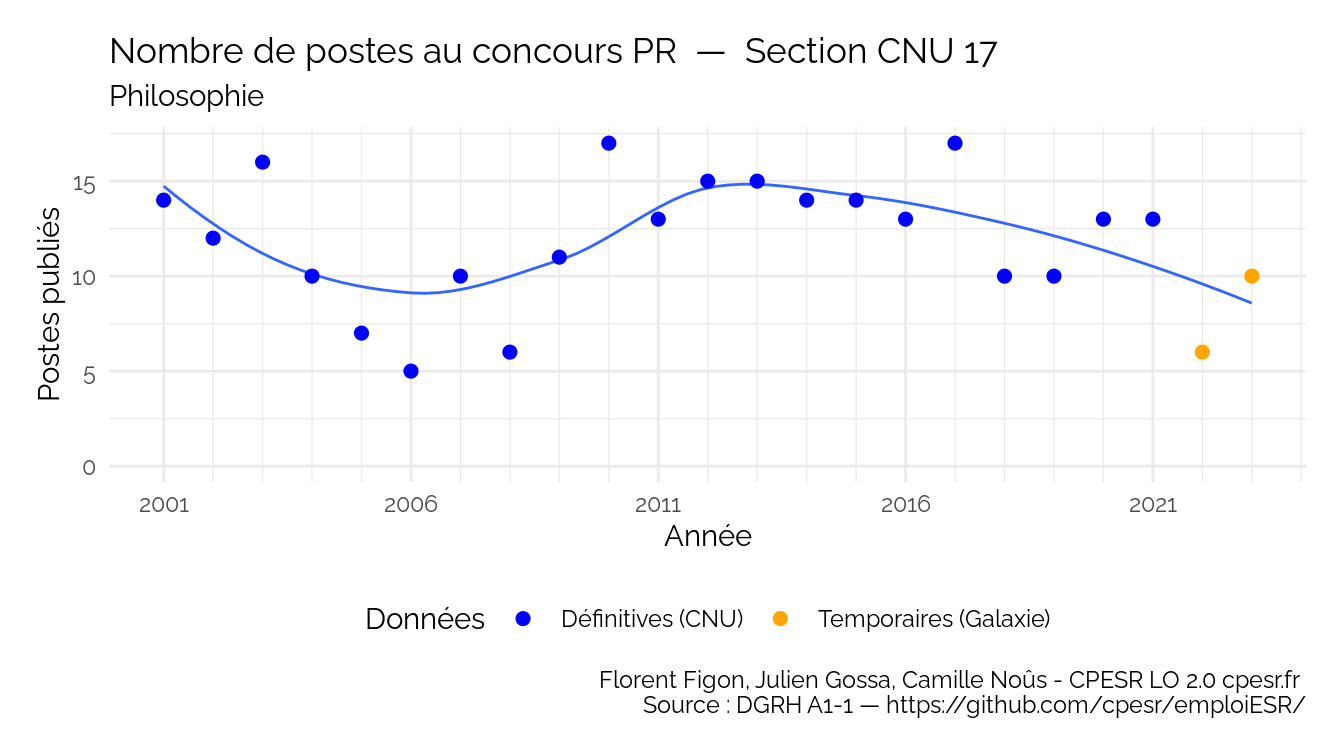 Nombre de postes au concours PR — Section CNU 17
Philosophie
Postes publiés
15
10
5
0
2001 2006 2011 2016 2021
Année
Données Définitives (CNU) Temporaires (Galaxie)
Florent Figon, Julien Gossa, Camille Noûs - CPESR LO 2.0 cpesr.fr
Source : DGRH A1-1 — https://github.com/cpesr/emploiESR/